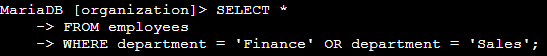 MariaDB [organization]> SELECT *
    -> FROM employees
    -> WHERE department = 'Finance' OR department = 'Sales';